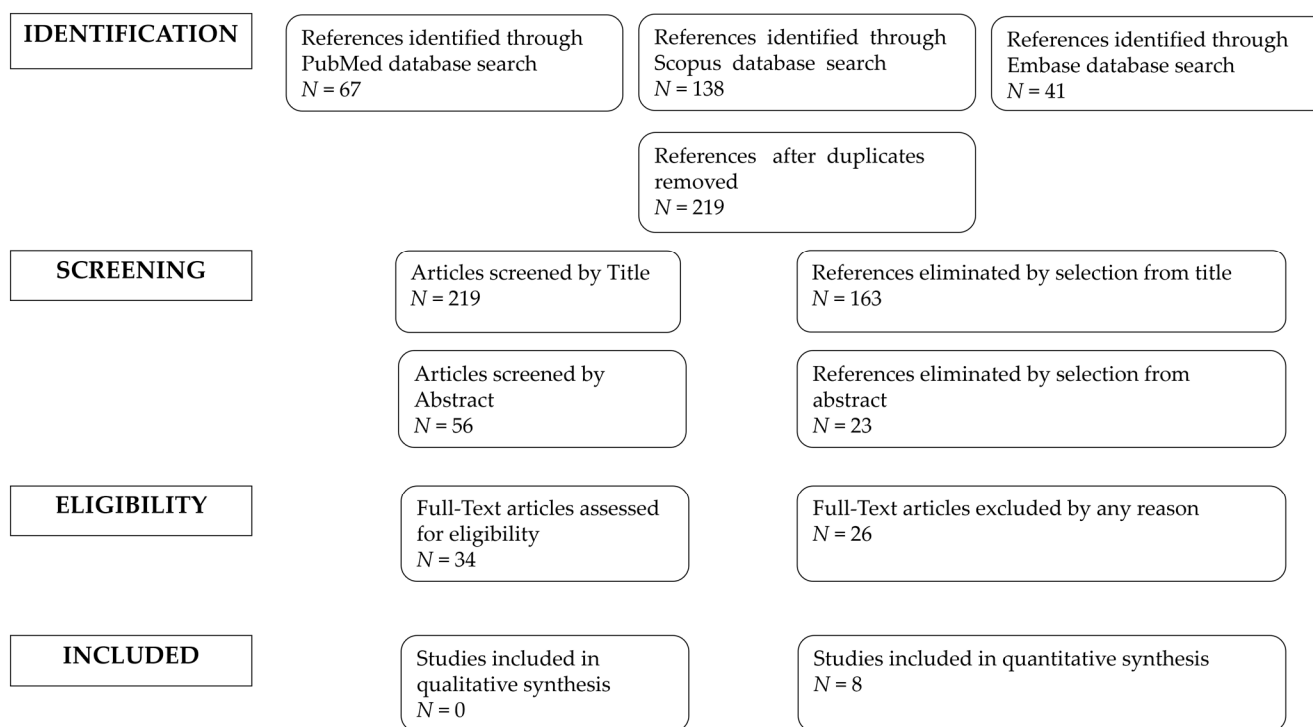 IDENTIFICATION
References identified through
PubMed database search
N = 67
References identified through
Scopus database search
N = 138
References identified through
Embase database search
N = 41
References after duplicates
removed
N = 219
SCREENING
Articles screened by Title
N = 219
References eliminated by selection from title
N = 163
Articles screened by
Abstract
N = 56
References eliminated by selection from
abstract
N = 23
ELIGIBILITY
Full-Text articles assessed
for eligibility
N = 34
Full-Text articles excluded by any reason
N = 26
INCLUDED
Studies included in
qualitative synthesis
N = 0
Studies included in quantitative synthesis
N = 8